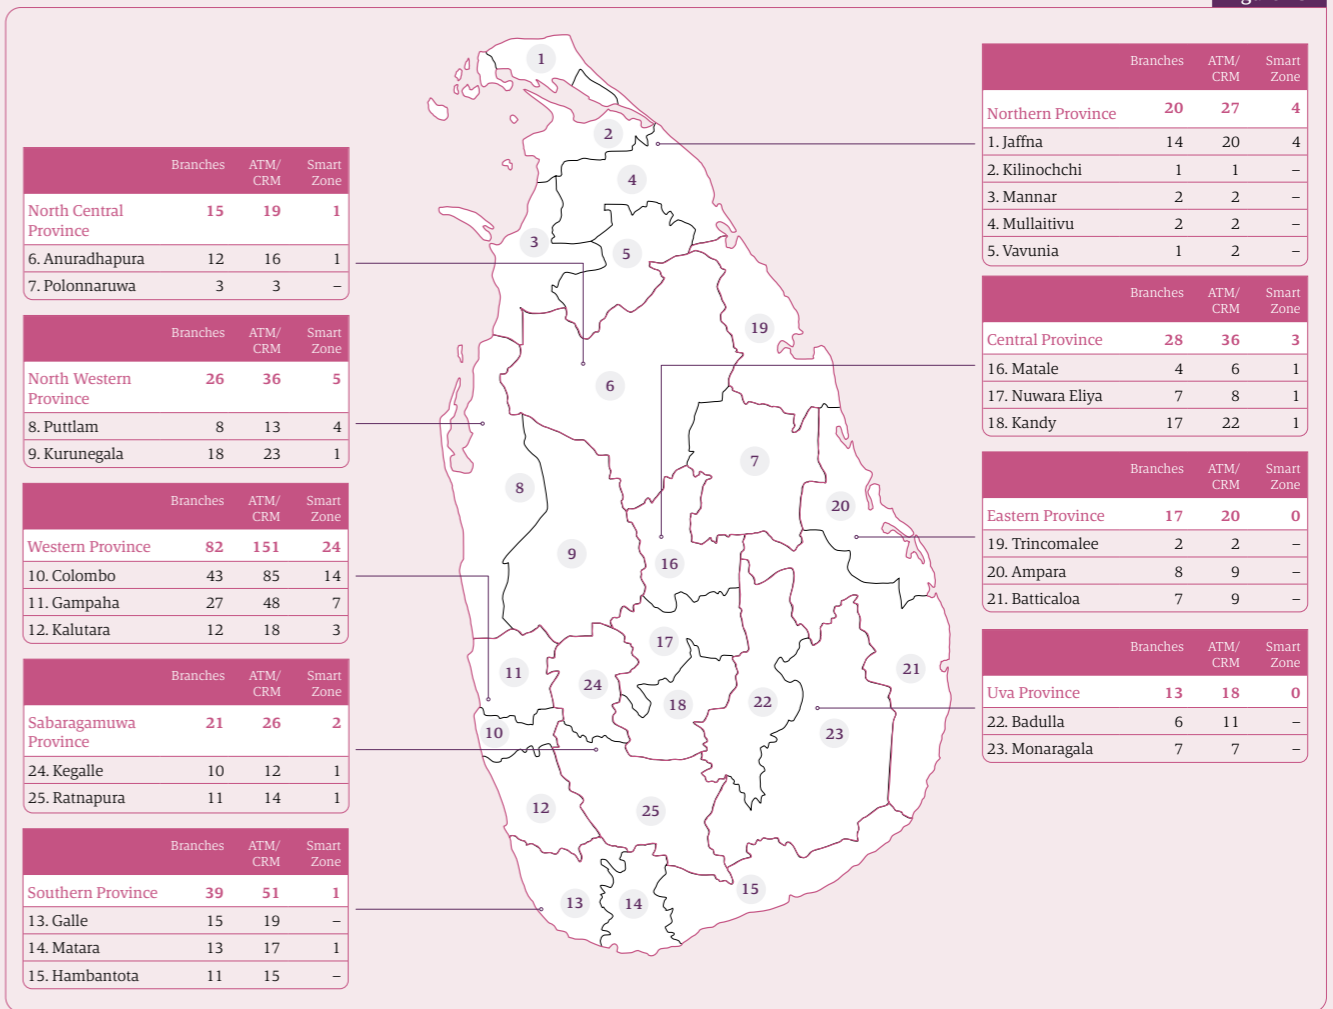 Branches ATM/ Smart
CRM Zone
North Central 15 19 1
Province
6. Anuradhapura 12 16 1
7. Polonnaruwa 3 3 –
Branches ATM/ Smart
CRM Zone
North Western 26 36 5
Province
8. Puttlam 8 13 4
9. Kurunegala 18 23 1
Branches ATM/ Smart
CRM Zone
Western Province 82 151 24
10. Colombo 43 85 14
11. Gampaha 27 48 7
12. Kalutara 12 18 3
Branches ATM/ Smart
CRM Zone
Sabaragamuwa 21 26 2
Province
24. Kegalle 10 12 1
25. Ratnapura 11 14 1
Branches ATM/ Smart
CRM Zone
Southern Province 39 51 1
13. Galle 15 19 –
14. Matara 13 17 1
15. Hambantota 11 15 –
1
2
4
3
5
19
6
7
8
20
9
16
17
11
21
24
22
18
10
23
12
25
15
13
14
Branches ATM/ Smart
CRM Zone
Northern Province 20 27 4
1. Jaffna 14 20 4
2. Kilinochchi 1 1 –
3. Mannar 2 2 –
4. Mullaitivu 2 2 –
5. Vavunia 1 2 –
Branches ATM/ Smart
CRM Zone
Central Province 28 36 3
16. Matale 4 6 1
17. Nuwara Eliya 7 8 1
18. Kandy 17 22 1
Branches ATM/ Smart
CRM Zone
Eastern Province 17 20 0
19. Trincomalee 2 2 –
20. Ampara 8 9 –
21. Batticaloa 7 9 –
Branches ATM/ Smart
CRM Zone
Uva Province 13 18 0
22. Badulla 6 11 –
23. Monaragala 7 7 –